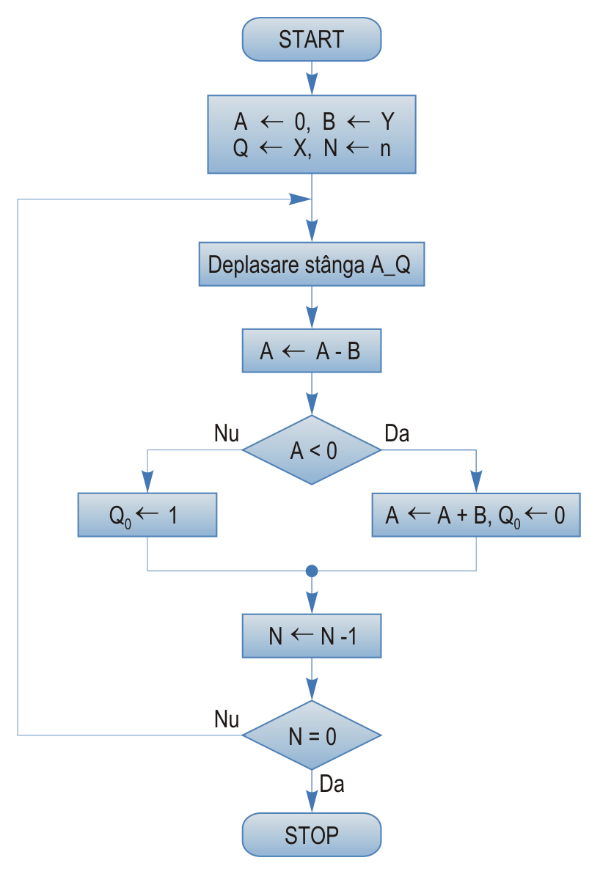 START
A ← 0, B ← Y
Q ← X, N ← n
Deplasare stânga A_Q
A ← A - B
Nu
Da
A < 0
Q₀ ← 1
A ← A + B, Q₀ ← 0
N ← N -1
Nu
N = 0
Da
STOP